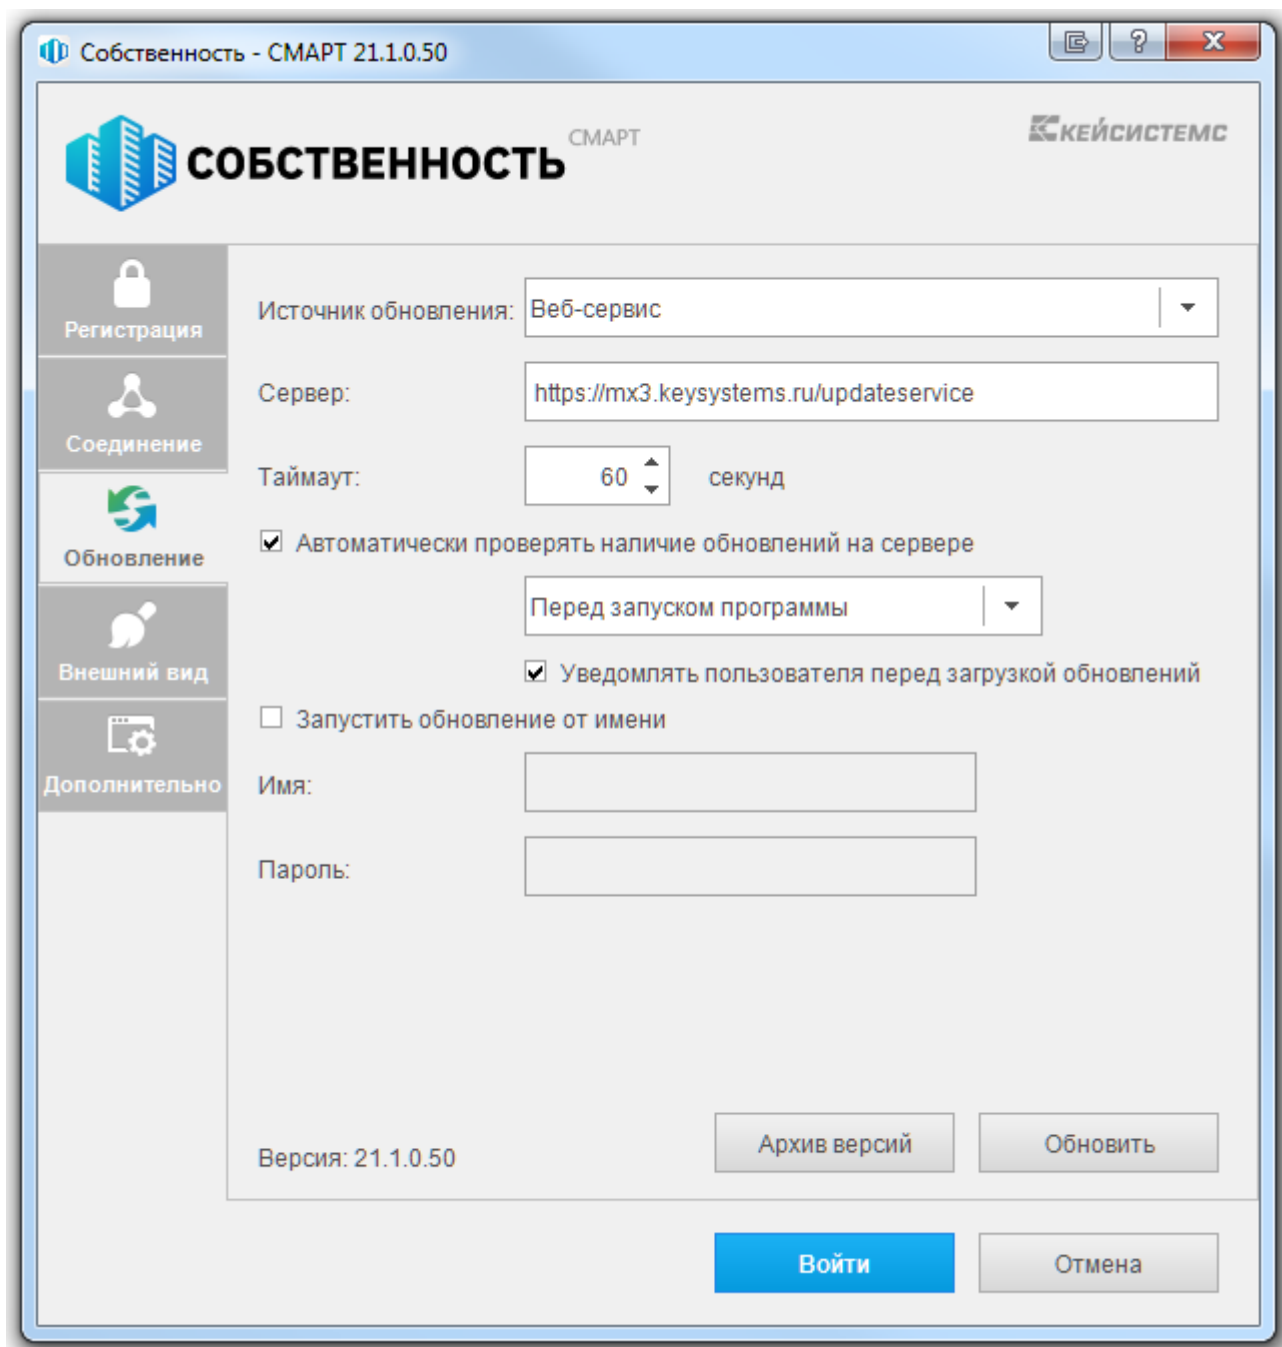 Собственность - СМАРТ 21.1.0.50
СОБСТВЕННОСТЬ СМАРТ
КЕЙСИСТЕМС
Регистрация
Соединение
Обновление
Внешний вид
Дополнительно
Источник обновления: Веб-сервис
Сервер: https://mx3.keysystems.ru/updateservice
Таймаут: 60 секунд
Автоматически проверять наличие обновлений на сервере
Перед запуском программы
Уведомлять пользователя перед загрузкой обновлений
Запустить обновление от имени
Имя:
Пароль:
Версия: 21.1.0.50
Архив версий
Обновить
Войти
Отмена